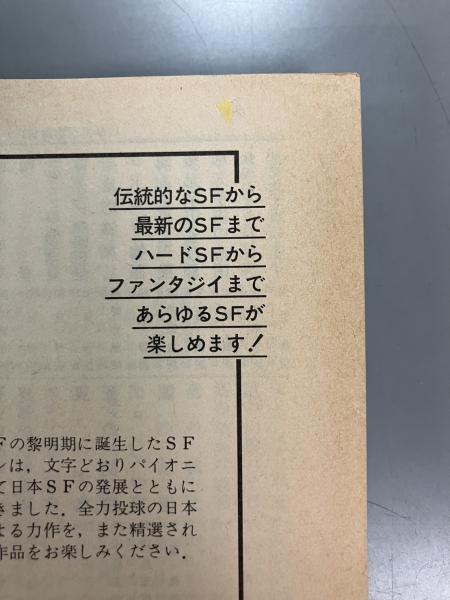 伝統的なSFから
最新のSFまで
ハードSFから
ファンタジイまで
あらゆるSFが
楽しめます!
Fの黎明期に誕生したSF
ンは,文字どおりパイオニ
て日本SFの発展とともに
きました.全力投球の日本
よる力作を,また精選され
作品をお楽しみください.